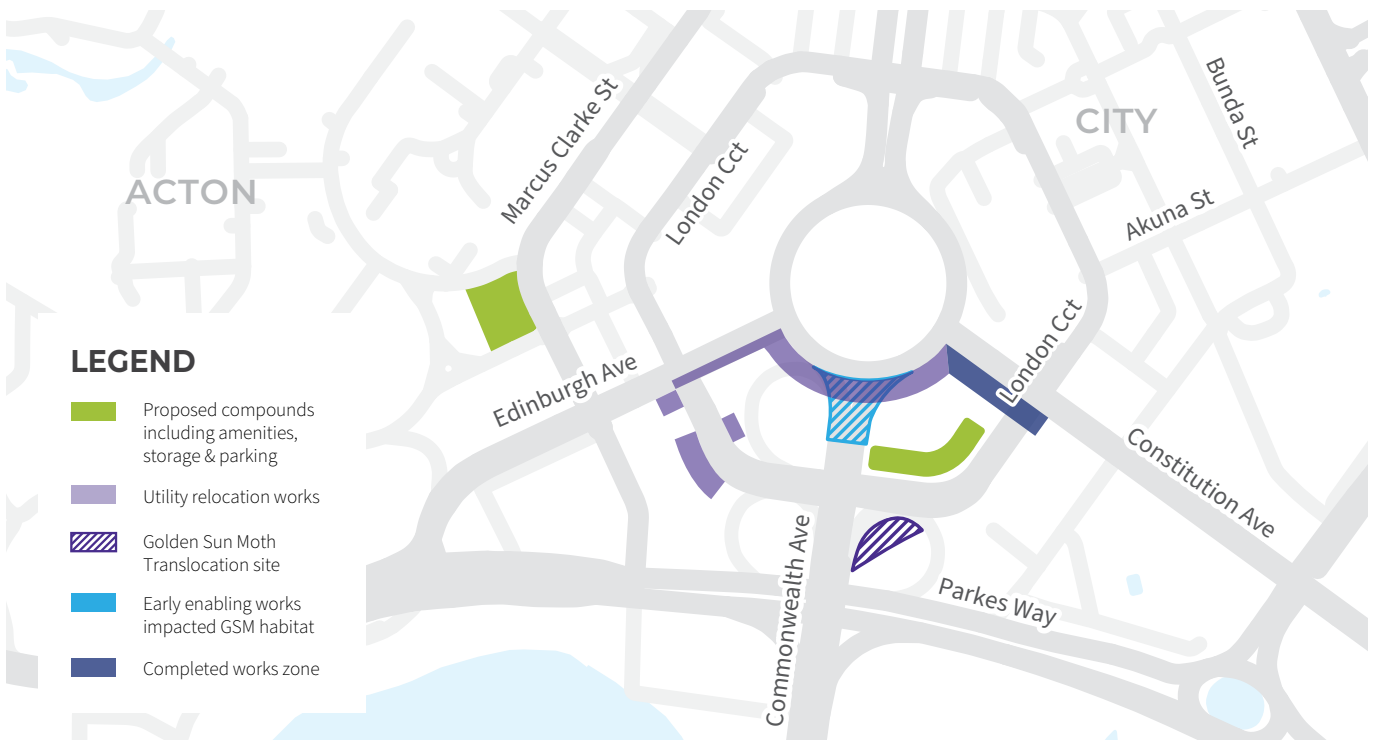 Marcus Clarke St
London Cct
CITY
Bunda St
ACTON
Akuna St
London Cct
Edinburgh Ave
Constitution Ave
Commonwealth Ave
Parkes Way
LEGEND
Proposed compounds
including amenities,
storage & parking
Utility relocation works
Golden Sun Moth
Translocation site
Early enabling works
impacted GSM habitat
Completed works zone